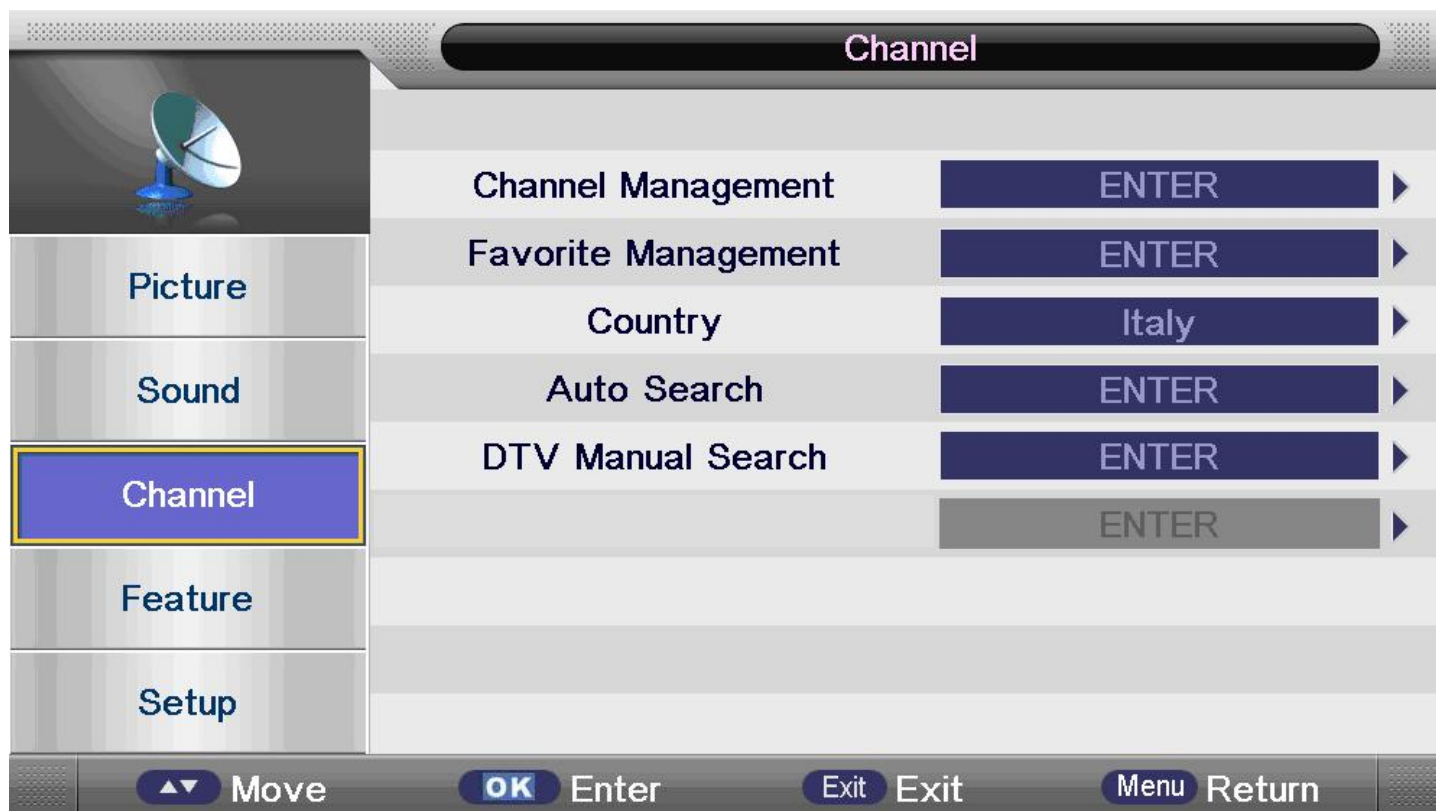 Channel
Channel Management ENTER
Favorite Management ENTER
Picture
Country Italy
Sound
Auto Search ENTER
DTV Manual Search ENTER
Channel
ENTER
Feature
Setup
Move OK Enter Exit Exit Menu Return